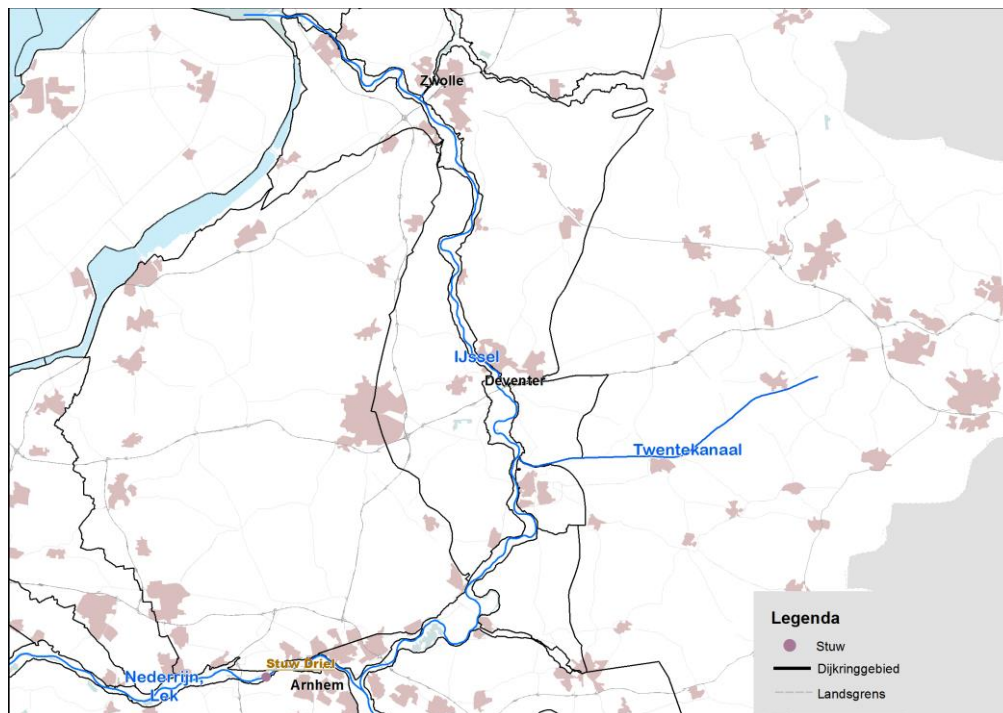 Zwolle
IJssel
Deventer
Twentekanaal
Nederrijn,
Lek
Stuw Driel
Arnhem
Legenda
Stuw
Dijkringgebied
Landsgrens